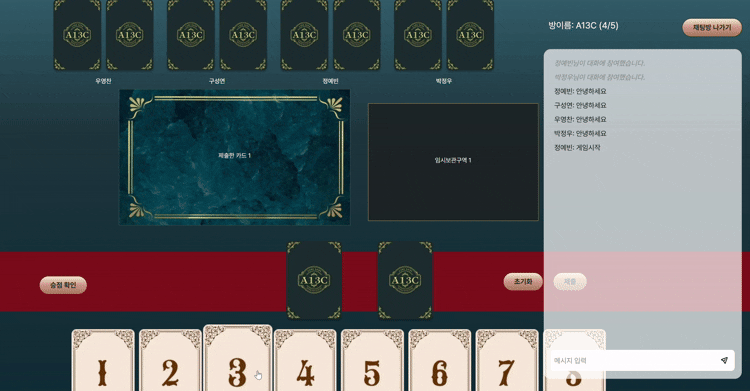 A13C
A13C
A13C
A13C
A13C
A13C
A13C
A13C
우영찬
구성연
정예빈
박정우
제출한 카드 1
임시보관구역 1
방이름: A13C (4/5)
채팅방 나가기
정예빈님이 대화에 참여했습니다.
박정우님이 대화에 참여했습니다.
정예빈: 안녕하세요
구성연: 안녕하세요
우영찬: 안녕하세요
박정우: 안녕하세요
정예빈: 게임시작
승점 확인
A13C
A13C
초기화
제출
1
2
3
4
5
6
7
8
메시지 입력